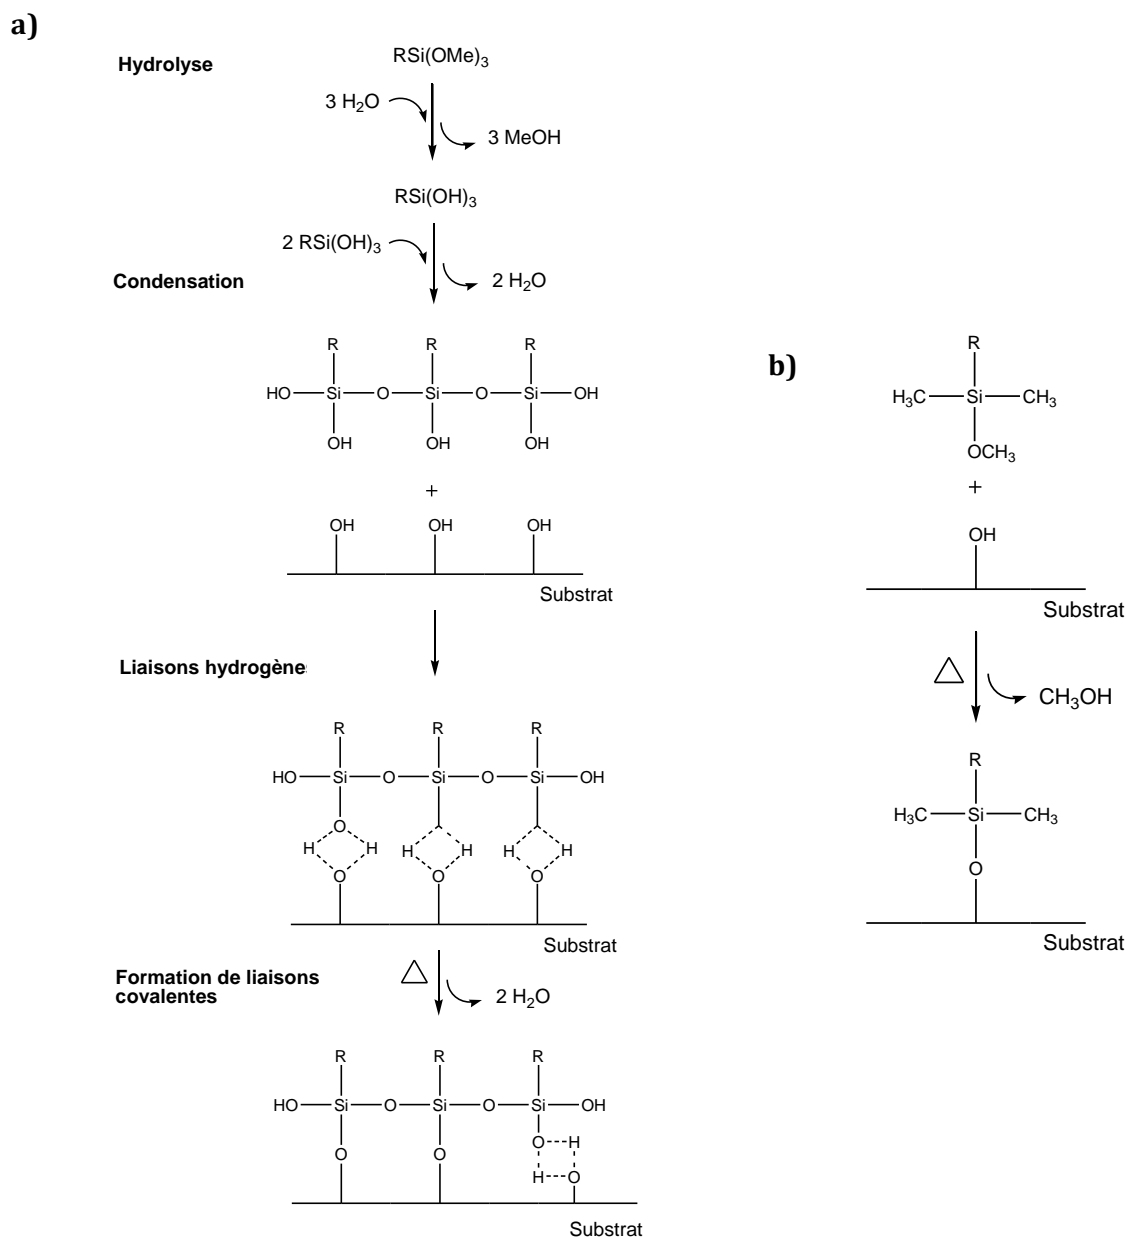 a)
Hydrolyse
RSi(OMe)₃
3 H₂O
3 MeOH
RSi(OH)₃
2 RSi(OH)₃
Condensation
2 H₂O
R R R
HO Si O Si O Si OH
OH OH OH
+
OH OH OH
Substrat
Liaisons hydrogène
R R R
HO Si O Si O Si OH
O
H H H H H H
O O O
Substrat
Formation de liaisons
covalentes
2 H₂O
R R R
HO Si O Si O Si OH
O H
O O
H O
Substrat
b)
R
H₃C Si CH₃
OCH₃
+
OH
Substrat
CH₃OH
R
H₃C Si CH₃
O
Substrat